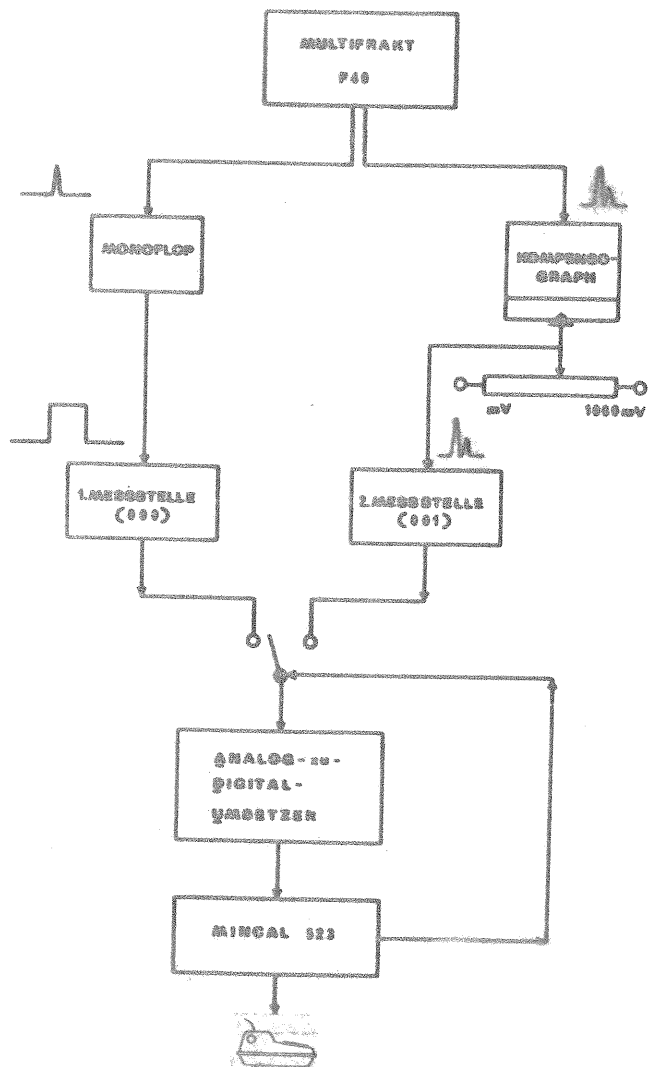 MULTIFRAKT
F40
MONOFLOP
KOMPENSO-
GRAPH
mV 1000mV
1.MESSSTELLE
(000)
2.MESSSTELLE
(001)
ANALOG-zu-
DIGITAL-
UMSETZER
MINCAL 523